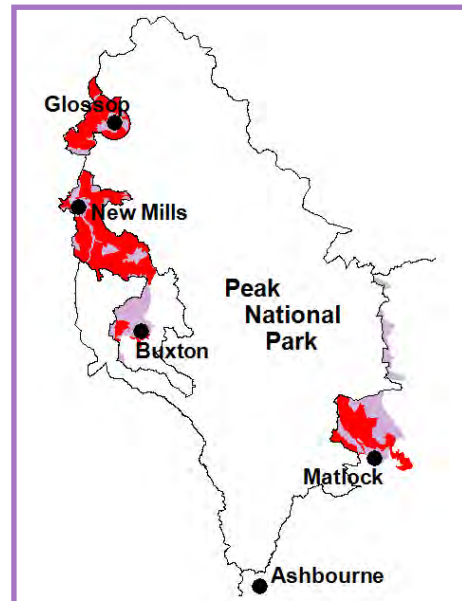 Glossop
New Mills
Peak
National
Park
Buxton
Matlock
Ashbourne